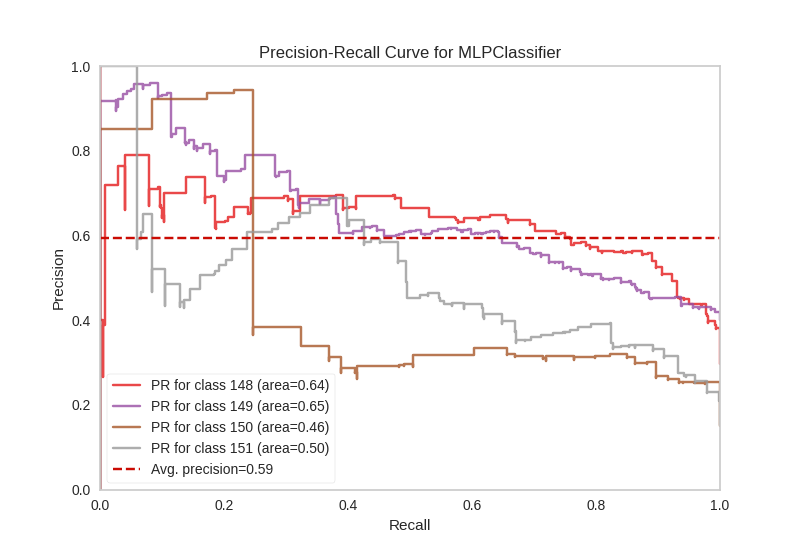 Precision-Recall Curve for MLPClassifier
1.0
0.8
0.6
0.4
0.2
0.0
Precision
PR for class 148 (area=0.64)
PR for class 149 (area=0.65)
PR for class 150 (area=0.46)
PR for class 151 (area=0.50)
Avg. precision=0.59
0.0 0.2 0.4 0.6 0.8 1.0
Recall